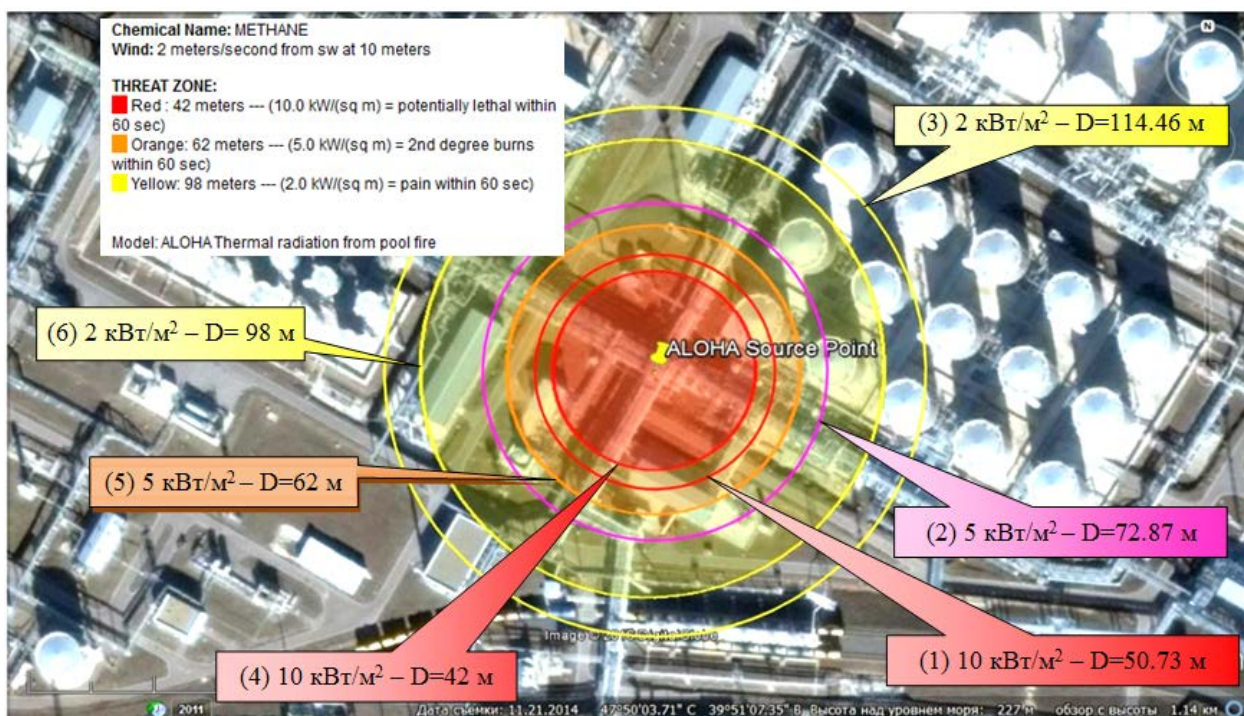 Chemical Name: METHANE
Wind: 2 meters/second from sw at 10 meters
THREAT ZONE:
Red : 42 meters --- (10.0 kW/(sq m) = potentially lethal within
60 sec)
Orange: 62 meters --- (5.0 kW/(sq m) = 2nd degree burns
within 60 sec)
Yellow: 98 meters --- (2.0 kW/(sq m) = pain within 60 sec)
Model: ALOHA Thermal radiation from pool fire
N
(3) 2 кВт/м² – D=114.46 м
(6) 2 кВт/м² – D= 98 м
ALOHA Source Point
(5) 5 кВт/м² – D=62 м
(2) 5 кВт/м² – D=72.87 м
(4) 10 кВт/м² – D=42 м
(1) 10 кВт/м² – D=50.73 м
2011
Дата съемки: 11.21.2014 47°50'03.71" С 39°51'07.35" В Высота над уровнем моря: 227 м обзор с высоты 1.14 км